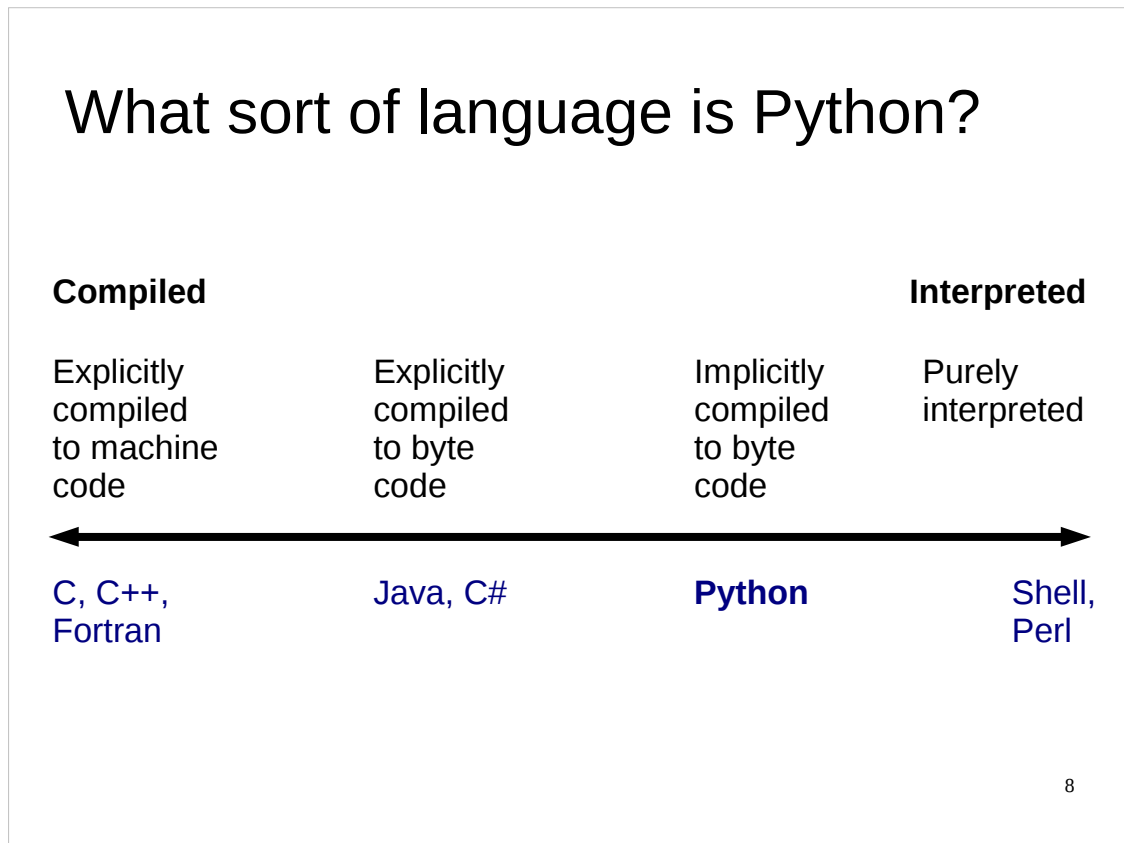 What sort of language is Python?
Compiled
Interpreted
Explicitly
compiled
to machine
code
Explicitly
compiled
to byte
code
Implicitly
compiled
to byte
code
Purely
interpreted
C, C++,
Fortran
Java, C#
Python
Shell,
Perl
8